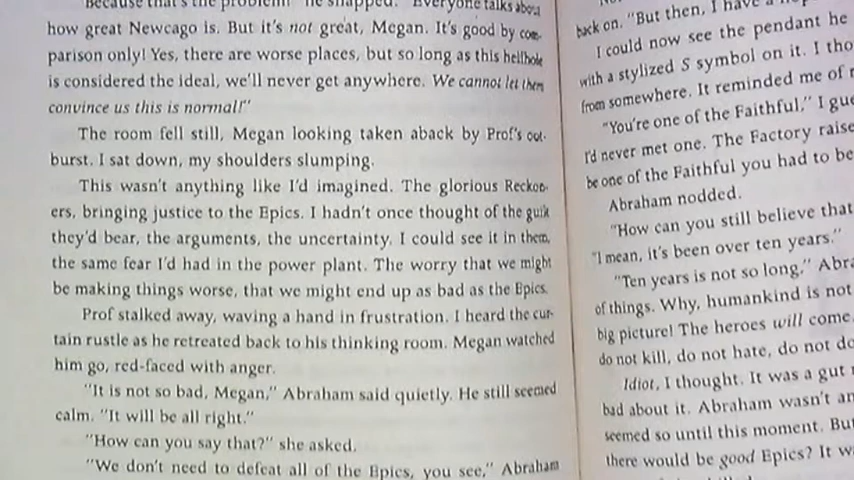 Because that's the problem!" he snapped. "Everyone talks about
how great Newcago is. But it's not great, Megan. It's good by com-
parison only! Yes, there are worse places, but so long as this hellhole
is considered the ideal, we'll never get anywhere. We cannot let them
convince us this is normal!"
The room fell still, Megan looking taken aback by Prof's out-
burst. I sat down, my shoulders slumping.
This wasn't anything like I'd imagined. The glorious Reckon-
ers, bringing justice to the Epics. I hadn't once thought of the guilt
they'd bear, the arguments, the uncertainty. I could see it in them,
the same fear I'd had in the power plant. The worry that we might
be making things worse, that we might end up as bad as the Epics.
Prof stalked away, waving a hand in frustration. I heard the cur-
tain rustle as he retreated back to his thinking room. Megan watched
him go, red-faced with anger.
"It is not so bad, Megan," Abraham said quietly. He still seemed
calm. "It will be all right."
"How can you say that?" she asked.
"We don't need to defeat all of the Epics, you see," Abraham
back on. "But then, I have a
I could now see the pendant he
with a stylized S symbol on it. I tho
from somewhere. It reminded me of
"You're one of the Faithful," I gue
I'd never met one. The Factory raise
be one of the Faithful you had to be
Abraham nodded.
"How can you still believe that
"I mean, it's been over ten years."
"Ten years is not so long," Abra
of things. Why, humankind is not
big picture! The heroes will come
do not kill, do not hate, do not do
Idiot, I thought. It was a gut
bad about it. Abraham wasn't an
seemed so until this moment. But
there would be good Epics? It w